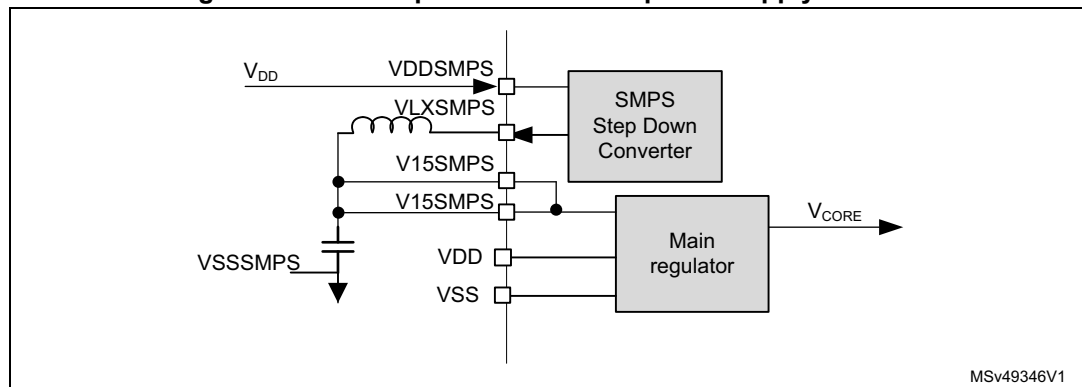 V_DD
VDDSMPS
SMPS
Step Down
Converter
VLXSMPS
V15SMPS
V15SMPS
V_CORE
Main
regulator
VSSSMPS
VDD
VSS
MSv49346V1